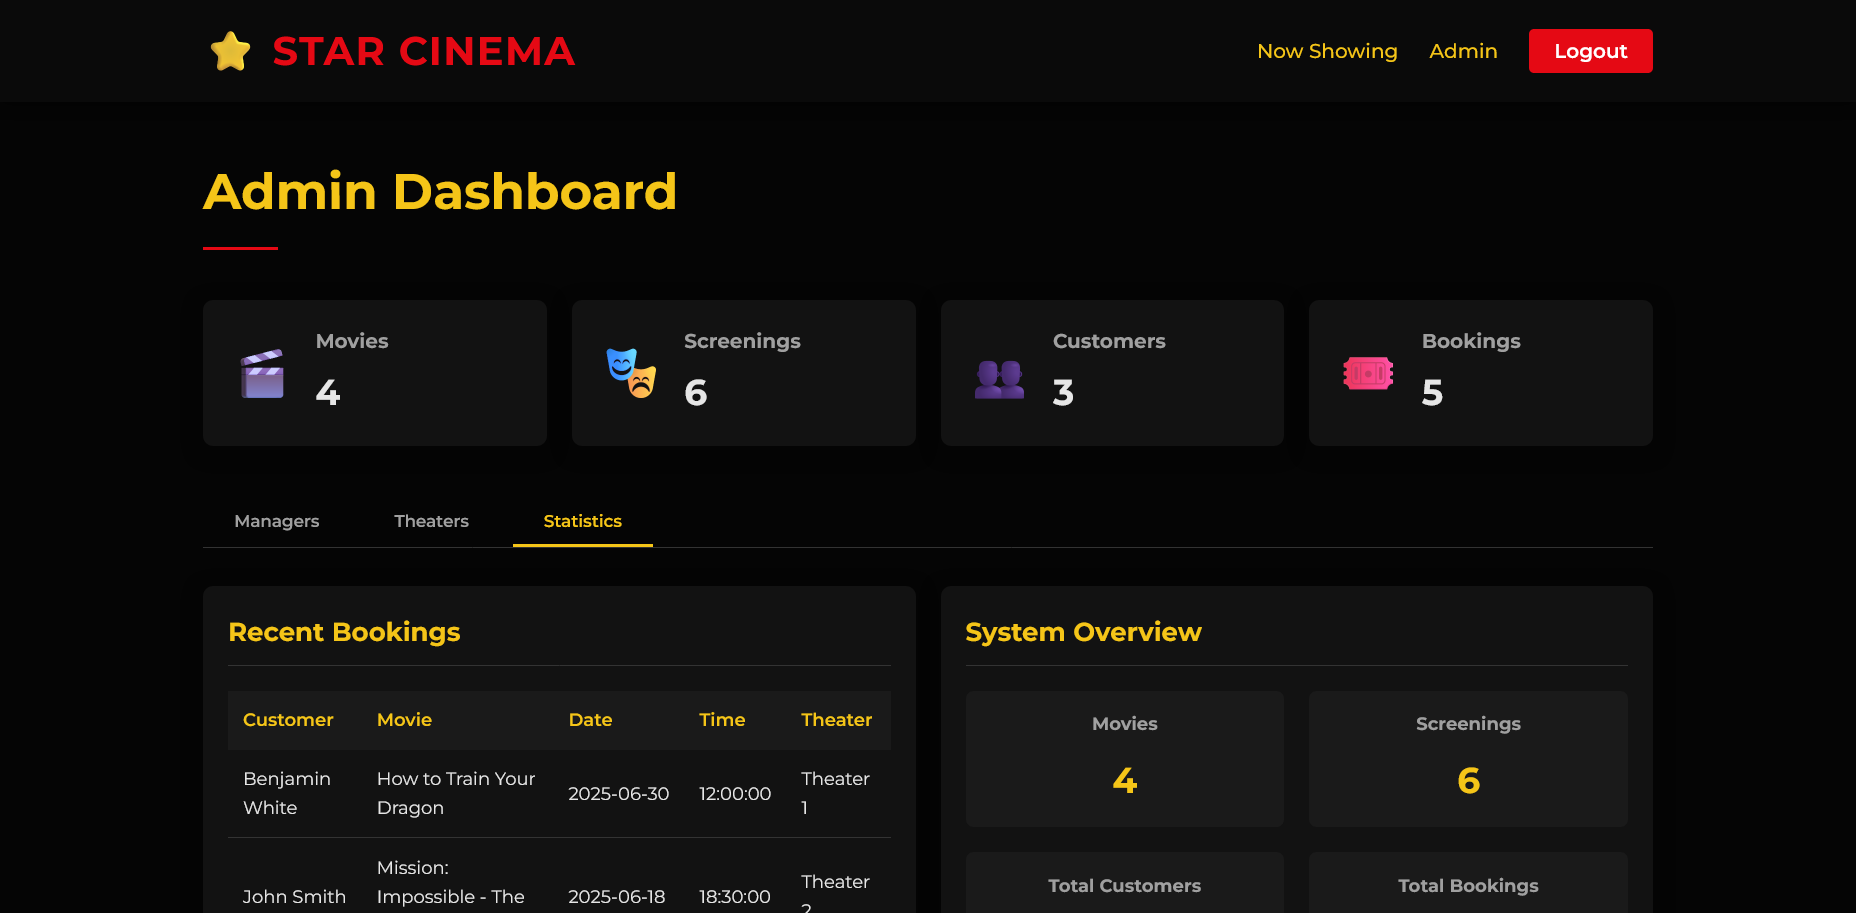 STAR CINEMA
Now Showing Admin Logout
Admin Dashboard
Movies
4
Screenings
6
Customers
3
Bookings
5
Managers Theaters Statistics
Recent Bookings
Customer Movie Date Time Theater
Benjamin White How to Train Your Dragon 2025-06-30 12:00:00 Theater 1
John Smith Mission: Impossible - The 2025-06-18 18:30:00 Theater 2
System Overview
Movies
4
Screenings
6
Total Customers
Total Bookings